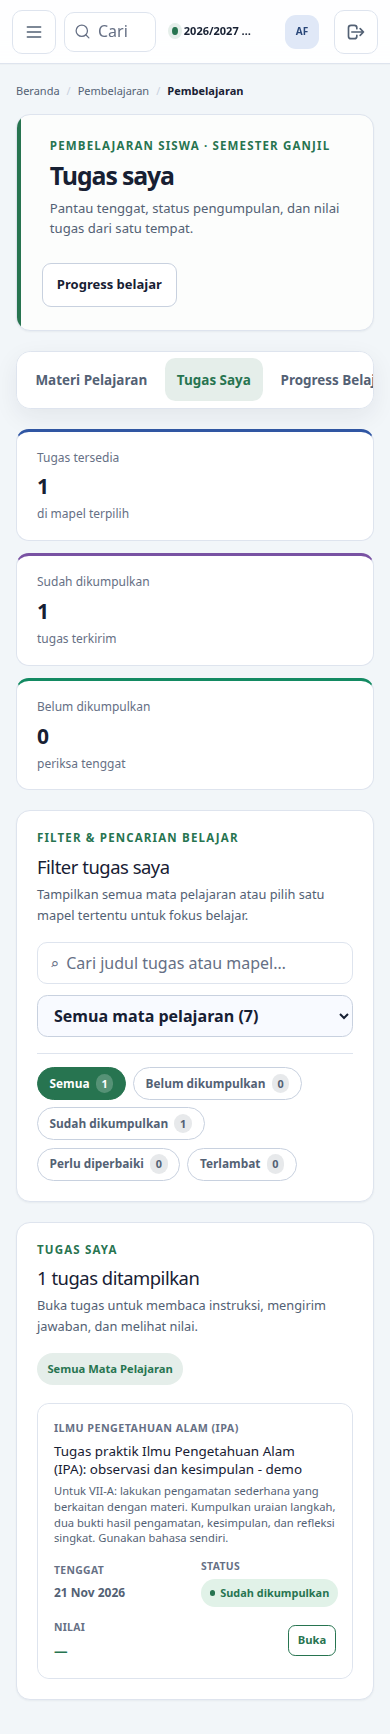 Cari
2026/2027 ...
AF
Beranda / Pembelajaran / Pembelajaran
PEMBELAJARAN SISWA · SEMESTER GANJIL
Tugas saya
Pantau tenggat, status pengumpulan, dan nilai
tugas dari satu tempat.
Progress belajar
Materi Pelajaran Tugas Saya Progress Belaj
Tugas tersedia
1
di mapel terpilih
Sudah dikumpulkan
1
tugas terkirim
Belum dikumpulkan
0
periksa tenggat
FILTER & PENCARIAN BELAJAR
Filter tugas saya
Tampilkan semua mata pelajaran atau pilih satu
mapel tertentu untuk fokus belajar.
Cari judul tugas atau mapel...
Semua mata pelajaran (7)
Semua 1 Belum dikumpulkan 0
Sudah dikumpulkan 1
Perlu diperbaiki 0 Terlambat 0
TUGAS SAYA
1 tugas ditampilkan
Buka tugas untuk membaca instruksi, mengirim
jawaban, dan melihat nilai.
Semua Mata Pelajaran
ILMU PENGETAHUAN ALAM (IPA)
Tugas praktik Ilmu Pengetahuan Alam
(IPA): observasi dan kesimpulan - demo
Untuk VII-A: lakukan pengamatan sederhana yang
berkaitan dengan materi. Kumpulkan uraian langkah,
dua bukti hasil pengamatan, kesimpulan, dan refleksi
singkat. Gunakan bahasa sendiri.
TENGGAT
21 Nov 2026
STATUS
Sudah dikumpulkan
NILAI
—
Buka